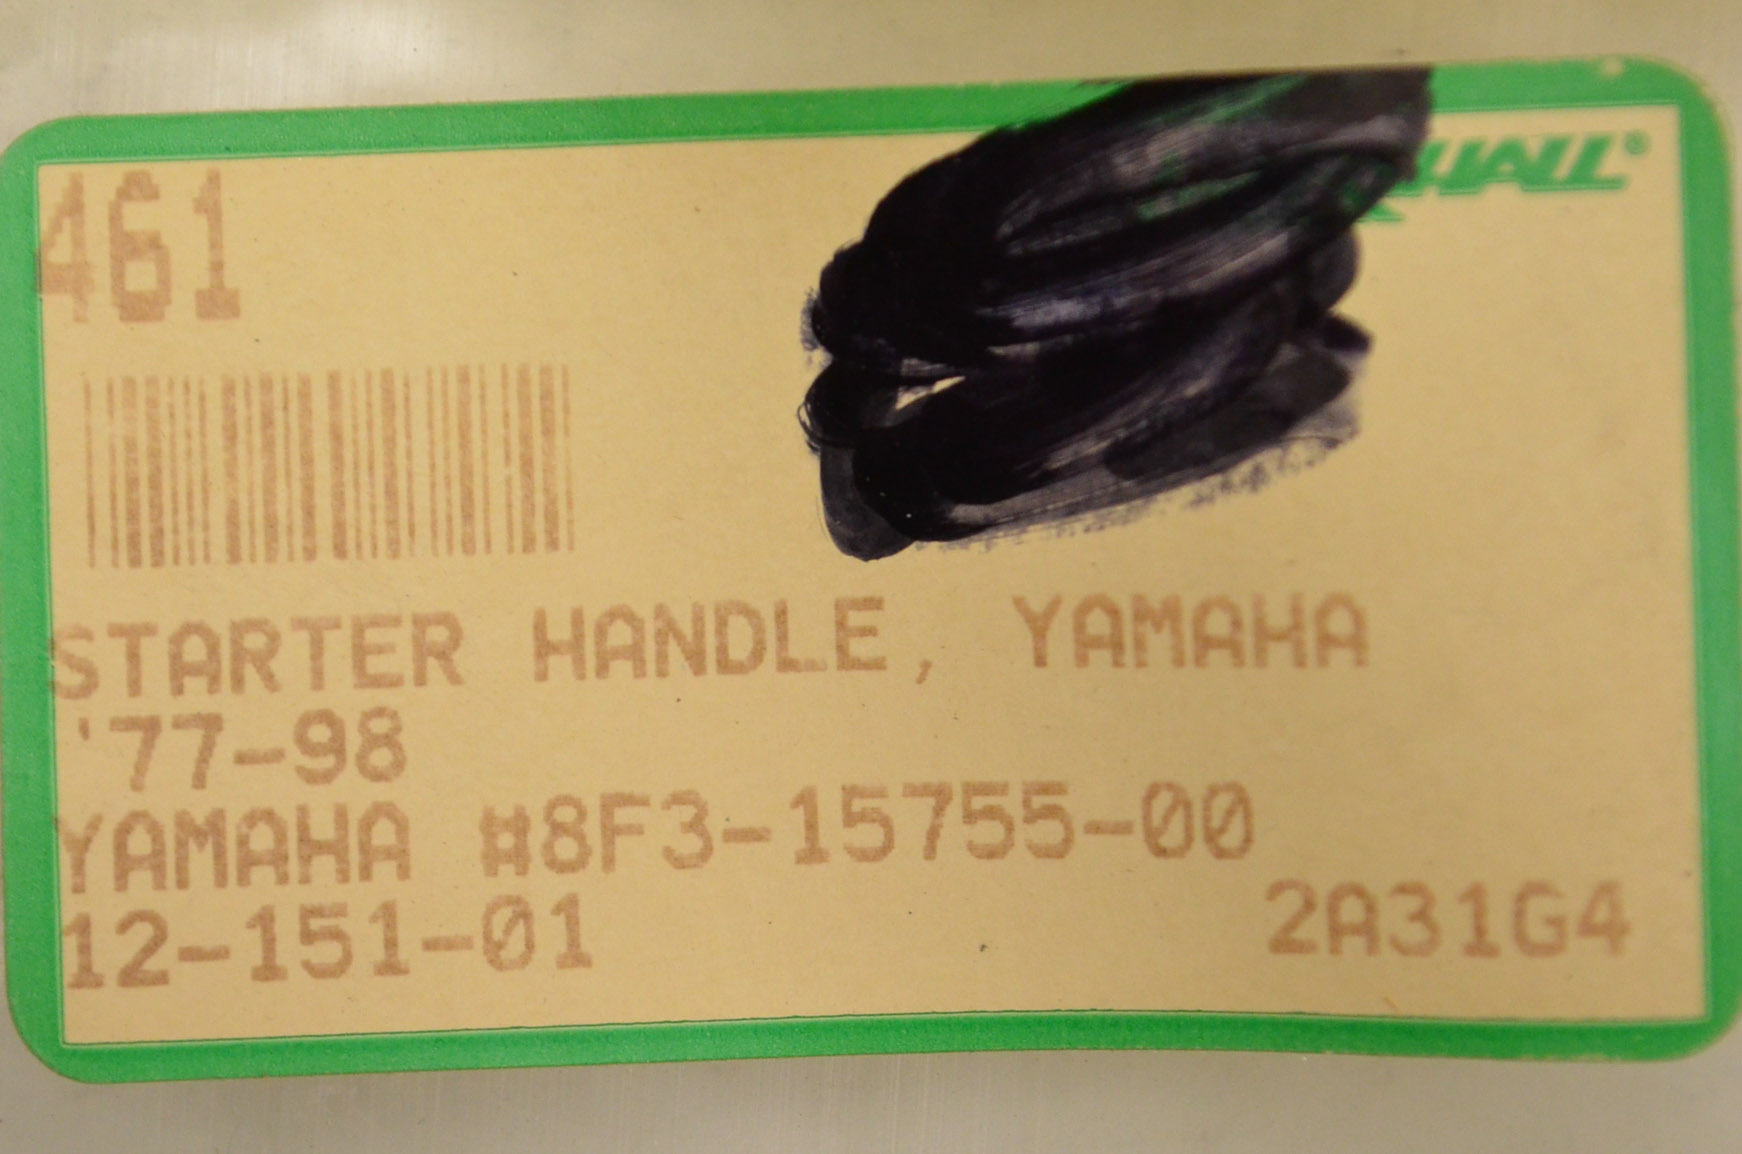 461
STARTER HANDLE, YAMAHA
'77-98
YAMAHA #8F3-15755-00
12-151-01 2A31G4